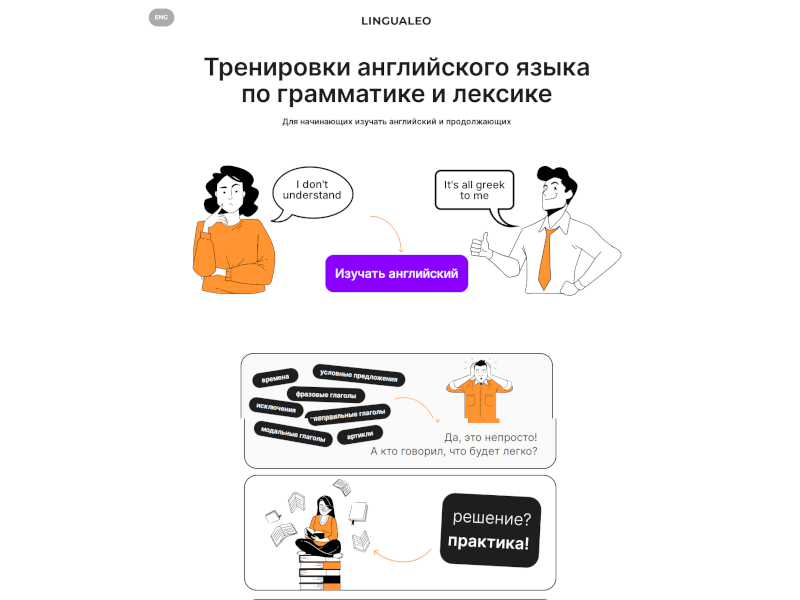 ENG
LINGUALEO
Тренировки английского языка
по грамматике и лексике
Для начинающих изучать английский и продолжающих
I don't
understand
It's all greek
to me
Изучать английский
времена
условные предложения
фразовые глаголы
исключения
неправильные глаголы
модальные глаголы
артикли
Да, это непросто!
А кто говорил, что будет легко?
решение?
практика!